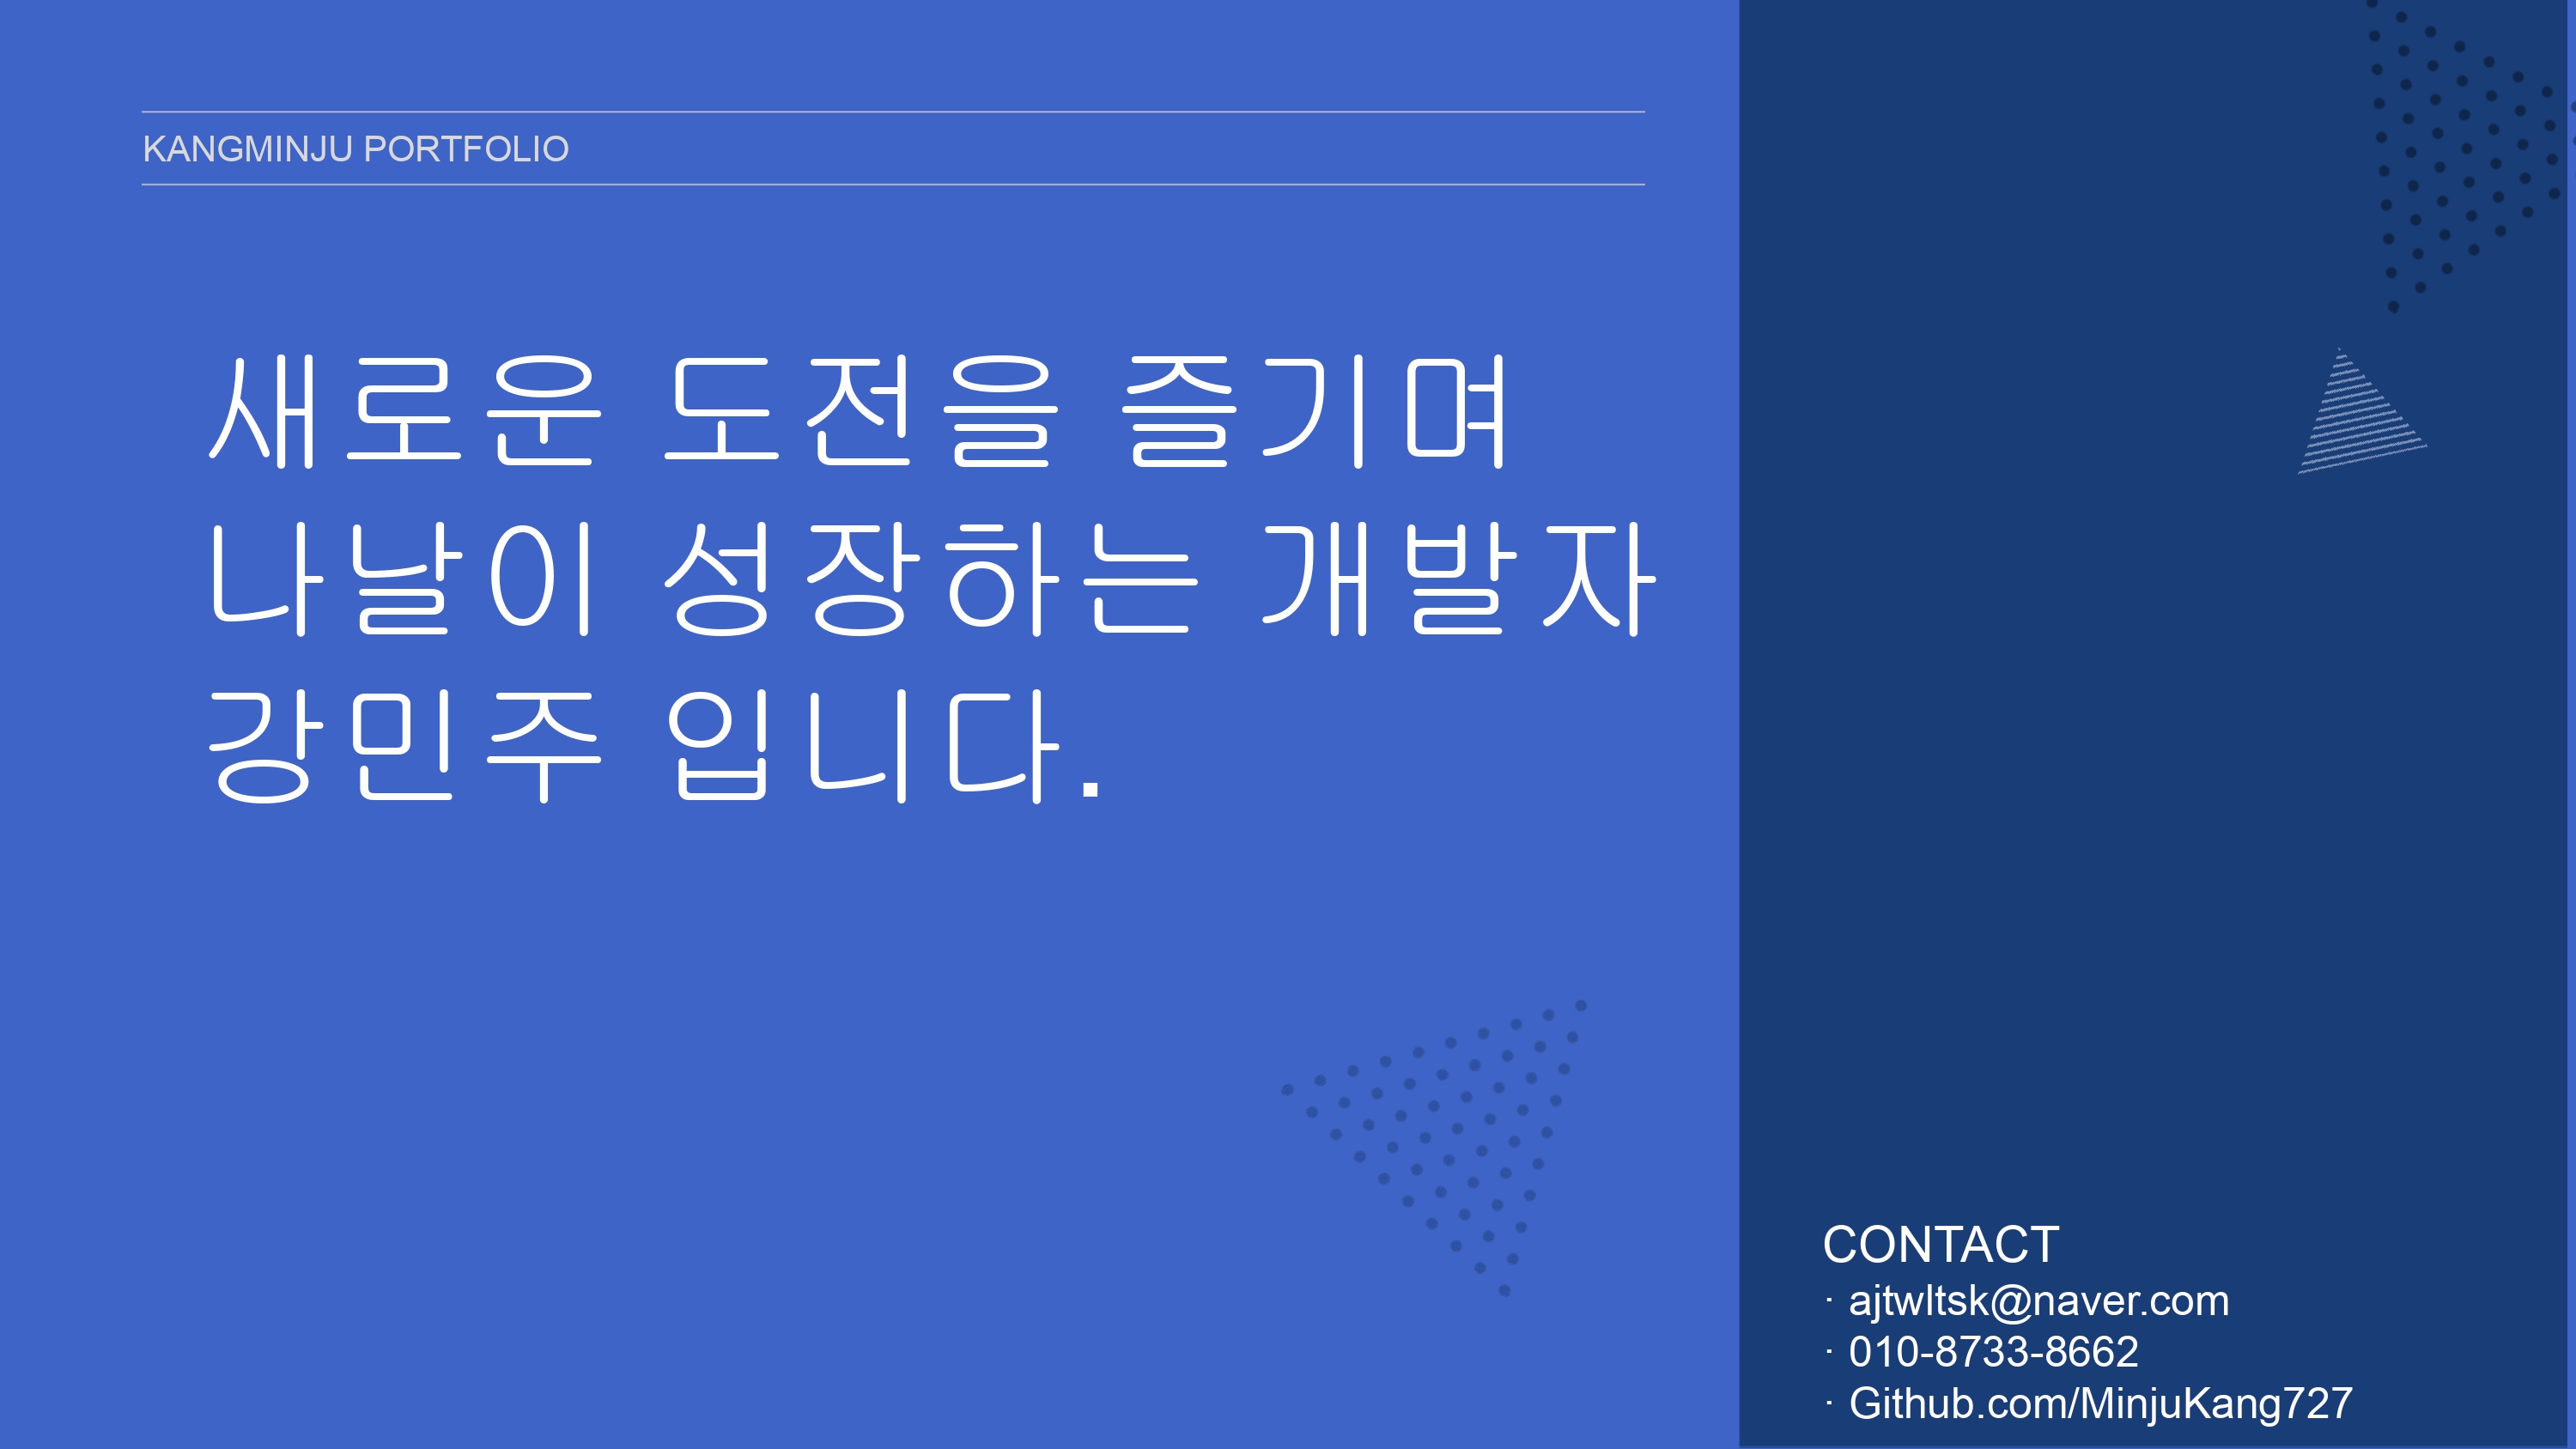 KANGMINJU PORTFOLIO
새로운 도전을 즐기며
나날이 성장하는 개발자
강민주 입니다.
CONTACT
· ajtwltsk@naver.com
· 010-8733-8662
· Github.com/MinjuKang727